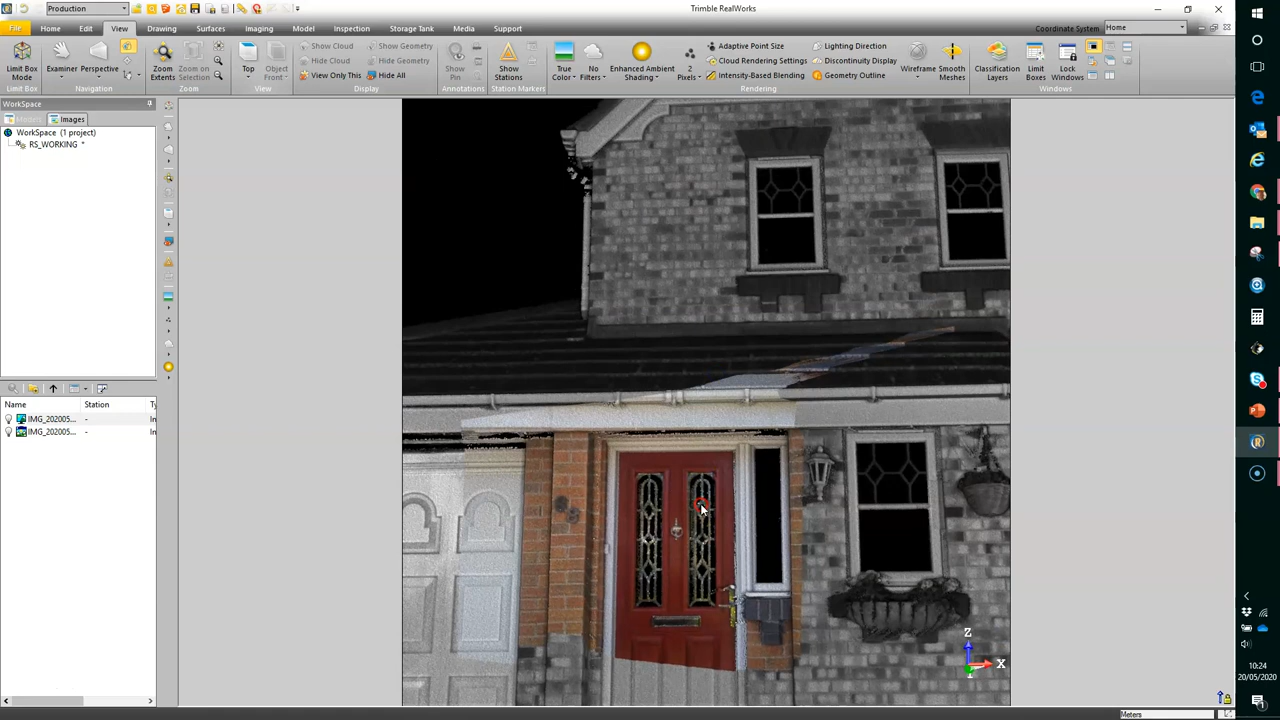 Production
Trimble RealWorks
File Home Edit View Drawing Surfaces Imaging Model Inspection Storage Tank Media Support
Coordinate System Home
Limit Box Mode
Limit Box
Examiner
Perspective
Navigation
Zoom Extents
Zoom on Selection
Zoom
Top
Object Front
View
Show Cloud Show Geometry
Hide Cloud Hide Geometry
View Only This Hide All
Display
Show Pin
Annotations
Show Stations
Station Markers
True Color
No Filters
Enhanced Ambient Shading
2 Pixels
Adaptive Point Size
Cloud Rendering Settings
Intensity-Based Blending
Lighting Direction
Discontinuity Display
Geometry Outline
Wireframe
Smooth Meshes
Rendering
Classification Layers
Limit Boxes
Lock Windows
Windows
WorkSpace
Models Images
WorkSpace (1 project)
RS_WORKING *
Name Station Ty
IMG_202005... - In
IMG_202005... - In
Z
X
Meters
10:24
20/05/2020